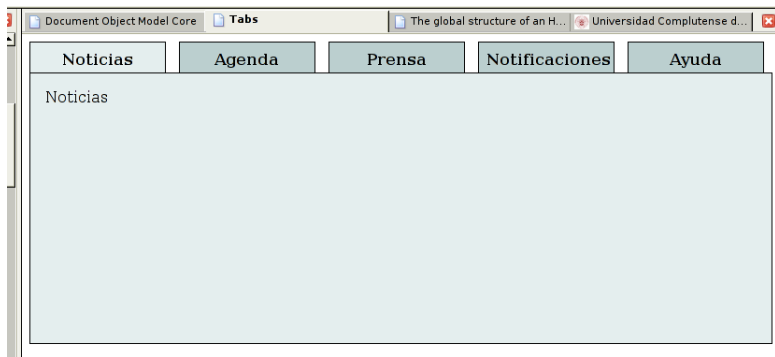 Document Object Model Core Tabs The global structure of an H... Universidad Complutense d...
Noticias Agenda Prensa Notificaciones Ayuda
Noticias